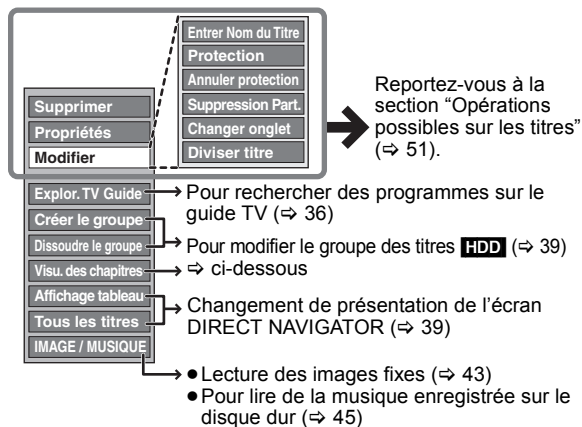 Entrer Nom du Titre
Protection
Annuler protection
Suppression Part.
Changer onglet
Diviser titre
Reportez-vous à la
section “Opérations
possibles sur les titres”
(⇨ 51).
Supprimer
Propriétés
Modifier
Explor. TV Guide
Pour rechercher des programmes sur le
guide TV (⇨ 36)
Créer le groupe
Dissoudre le groupe
Pour modifier le groupe des titres HDD (⇨ 39)
Visu. des chapitres
⇨ ci-dessous
Affichage tableau
Tous les titres
Changement de présentation de l’écran
DIRECT NAVIGATOR (⇨ 39)
IMAGE / MUSIQUE
● Lecture des images fixes (⇨ 43)
● Pour lire de la musique enregistrée sur le
disque dur (⇨ 45)